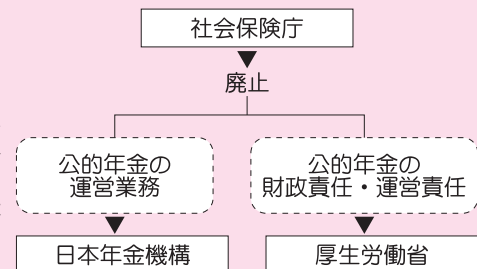 社会保険庁
廃止
公的年金の
運営業務
公的年金の
財政責任・運営責任
日本年金機構
厚生労働省